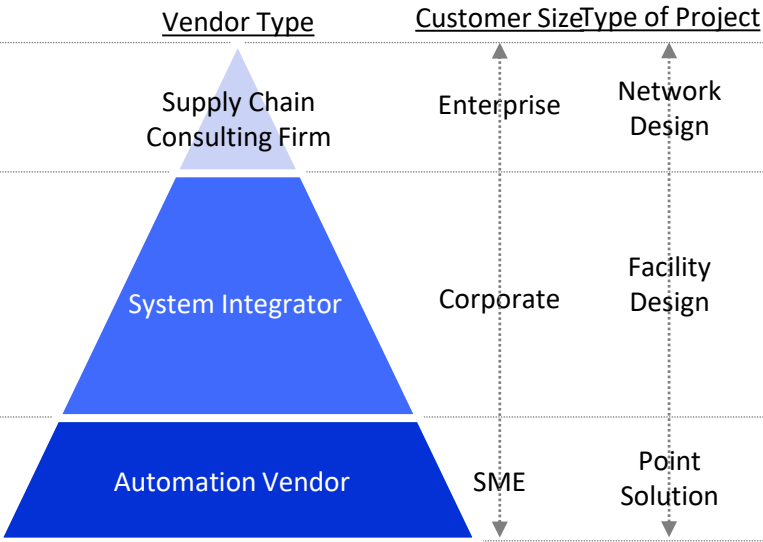 Vendor Type
Customer Size
Type of Project
Supply Chain
Consulting Firm
Enterprise
Network
Design
System Integrator
Corporate
Facility
Design
Automation Vendor
SME
Point
Solution